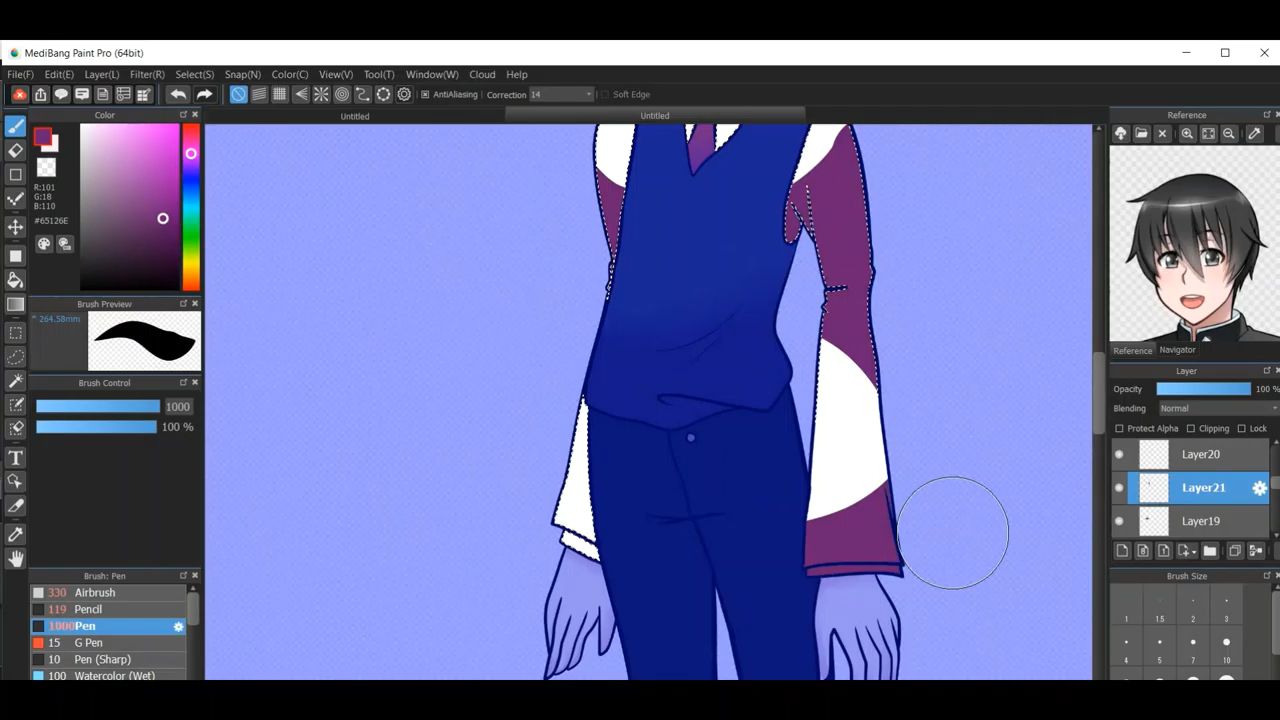 MediBang Paint Pro (64bit)
File(F) Edit(E) Layer(L) Filter(R) Select(S) Snap(N) Color(C) View(V) Tool(T) Window(W) Cloud Help
AntiAliasing Correction 14 Soft Edge
Color
Untitled
Untitled
Reference
R:101
G:18
B:110
#65126E
Brush Preview
264.58mm
Brush Control
1000
100 %
Reference Navigator
Layer
Opacity 100 %
Blending Normal
Protect Alpha Clipping Lock
Layer20
Layer21
Layer19
T
Brush: Pen
330 Airbrush
119 Pencil
1000 Pen
15 G Pen
10 Pen (Sharp)
100 Watercolor (Wet)
Brush Size
1 1.5 2 3
4 5 7 10